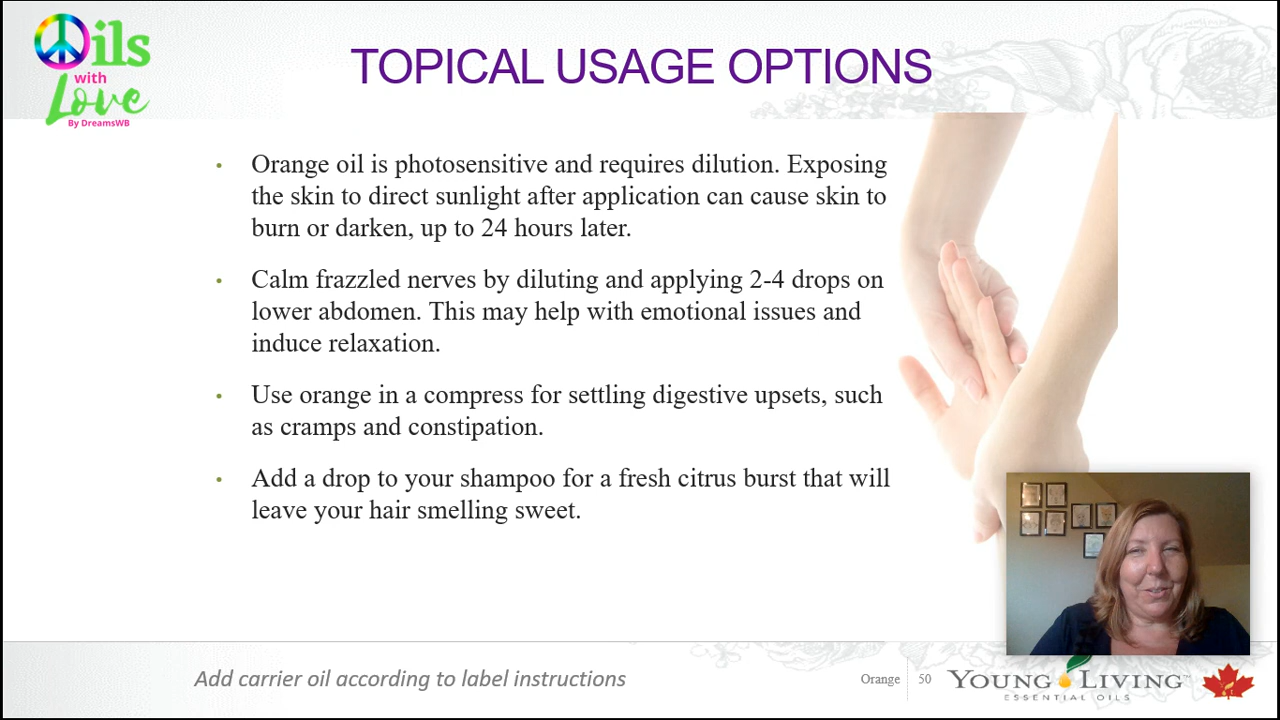 Oils
with
Love
By DreamsWB
TOPICAL USAGE OPTIONS
• Orange oil is photosensitive and requires dilution. Exposing
the skin to direct sunlight after application can cause skin to
burn or darken, up to 24 hours later.
• Calm frazzled nerves by diluting and applying 2-4 drops on
lower abdomen. This may help with emotional issues and
induce relaxation.
• Use orange in a compress for settling digestive upsets, such
as cramps and constipation.
• Add a drop to your shampoo for a fresh citrus burst that will
leave your hair smelling sweet.
Add carrier oil according to label instructions
Orange 50
YOUNG LIVING
ESSENTIAL OILS